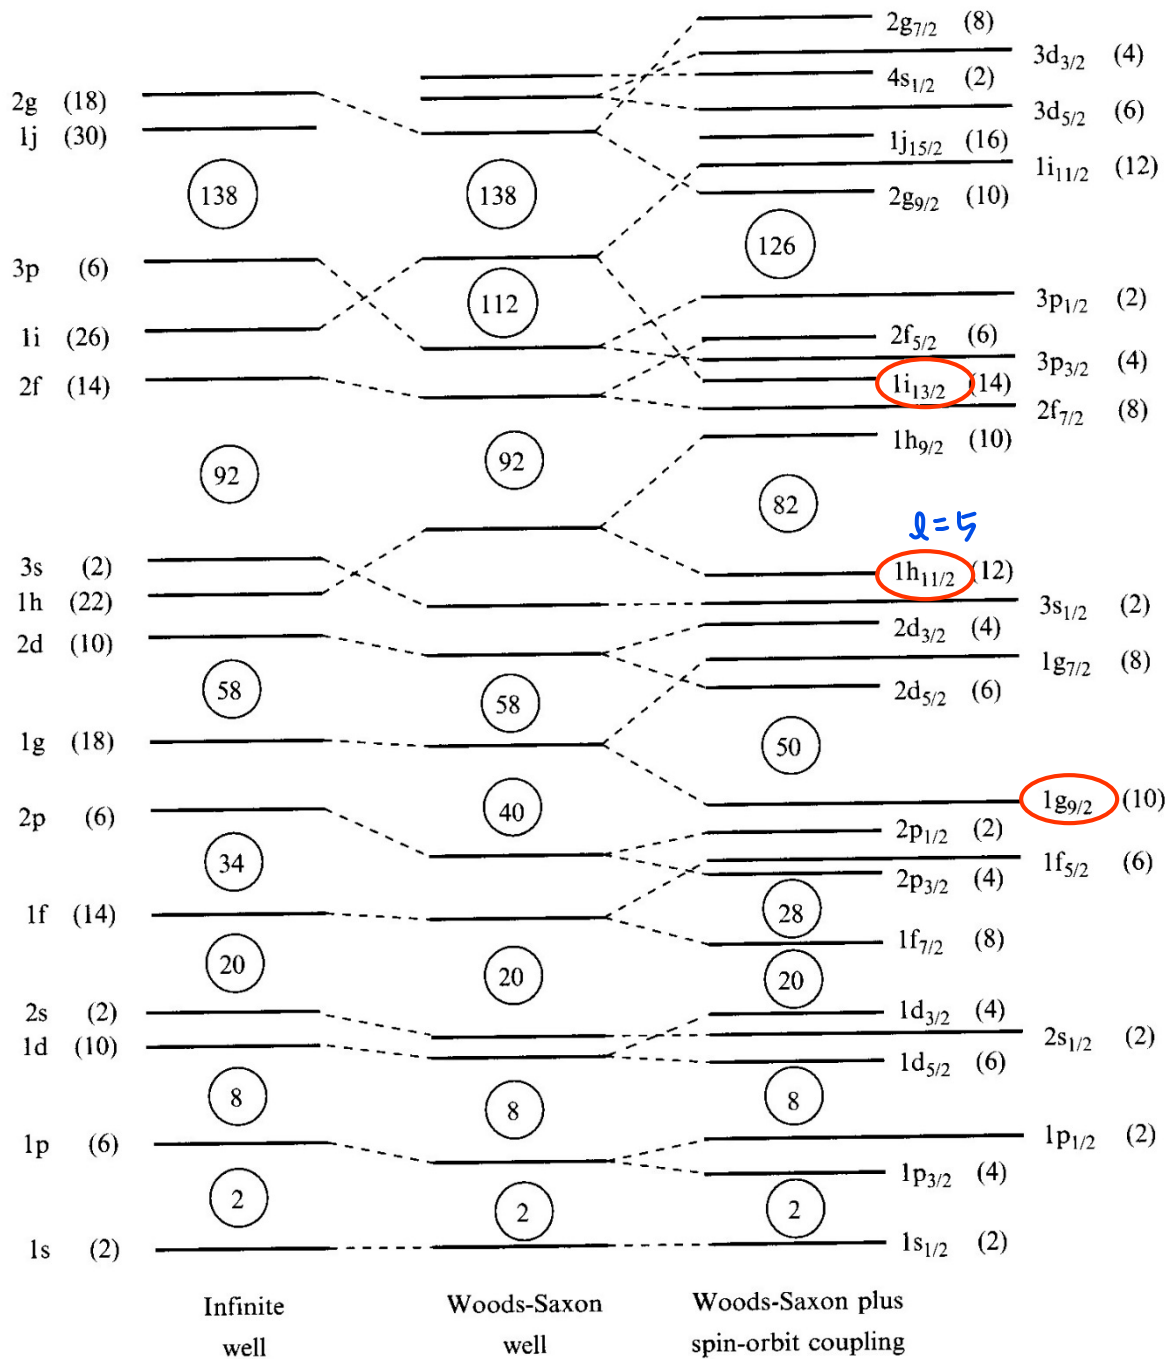 2g7/2 (8)
3d3/2 (4)
4s1/2 (2)
2g (18)
3d5/2 (6)
1j (30)
1j15/2 (16)
1i11/2 (12)
138
138
2g9/2 (10)
126
3p (6)
112
3p1/2 (2)
1i (26)
2f5/2 (6)
3p3/2 (4)
2f (14)
1i13/2 (14)
2f7/2 (8)
1h9/2 (10)
92
92
82
l=5
3s (2)
1h11/2 (12)
1h (22)
3s1/2 (2)
2d3/2 (4)
2d (10)
1g7/2 (8)
58
58
2d5/2 (6)
1g (18)
50
40
1g9/2 (10)
2p (6)
2p1/2 (2)
34
1f5/2 (6)
2p3/2 (4)
1f (14)
28
1f7/2 (8)
20
20
20
2s (2)
1d3/2 (4)
2s1/2 (2)
1d (10)
1d5/2 (6)
8
8
8
1p (6)
1p1/2 (2)
1p3/2 (4)
2
2
2
1s (2)
1s1/2 (2)
Infinite
well
Woods-Saxon
well
Woods-Saxon plus
spin-orbit coupling